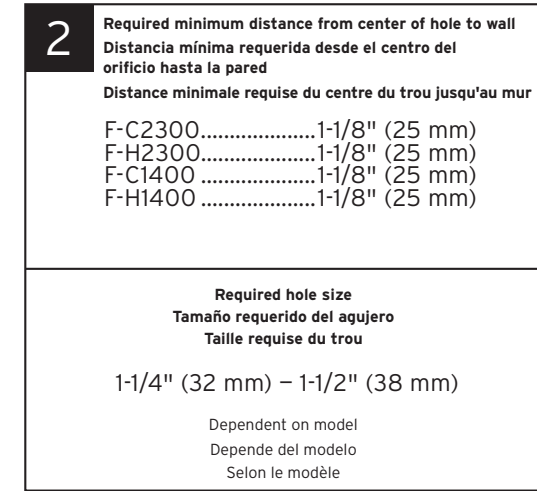 2
Required minimum distance from center of hole to wall
Distancia mínima requerida desde el centro del
orificio hasta la pared
Distance minimale requise du centre du trou jusqu'au mur
F-C2300....................1-1/8" (25 mm)
F-H2300....................1-1/8" (25 mm)
F-C1400 ....................1-1/8" (25 mm)
F-H1400 ....................1-1/8" (25 mm)
Required hole size
Tamaño requerido del agujero
Taille requise du trou
1-1/4" (32 mm) – 1-1/2" (38 mm)
Dependent on model
Depende del modelo
Selon le modèle